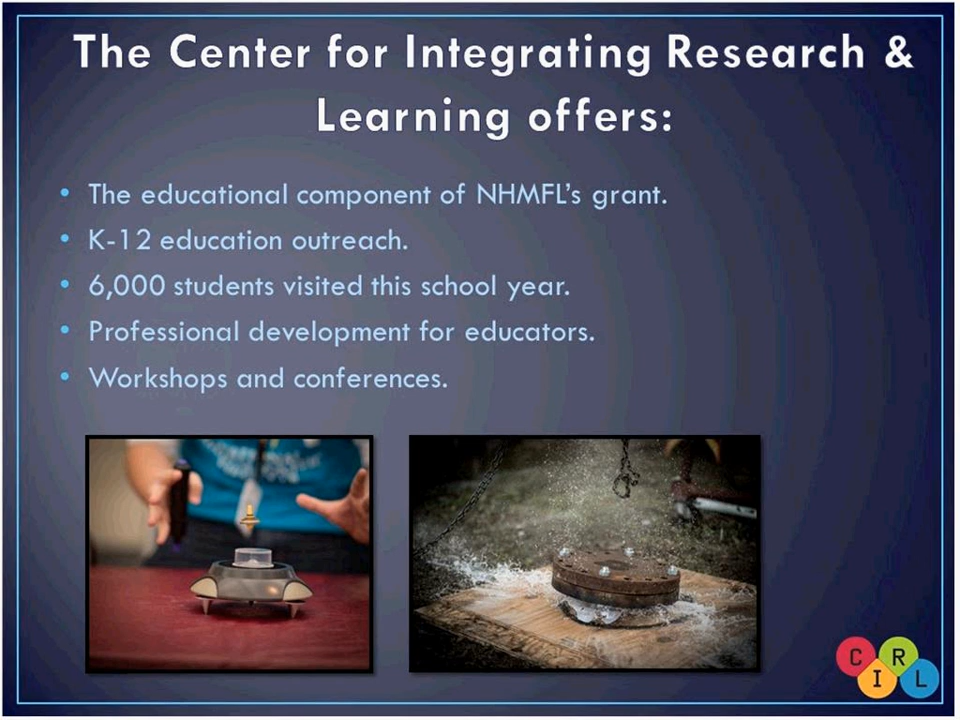 The Center for Integrating Research &
Learning offers:
• The educational component of NHMFL's grant.
• K-12 education outreach.
• 6,000 students visited this school year.
• Professional development for educators.
• Workshops and conferences.
C R
I L